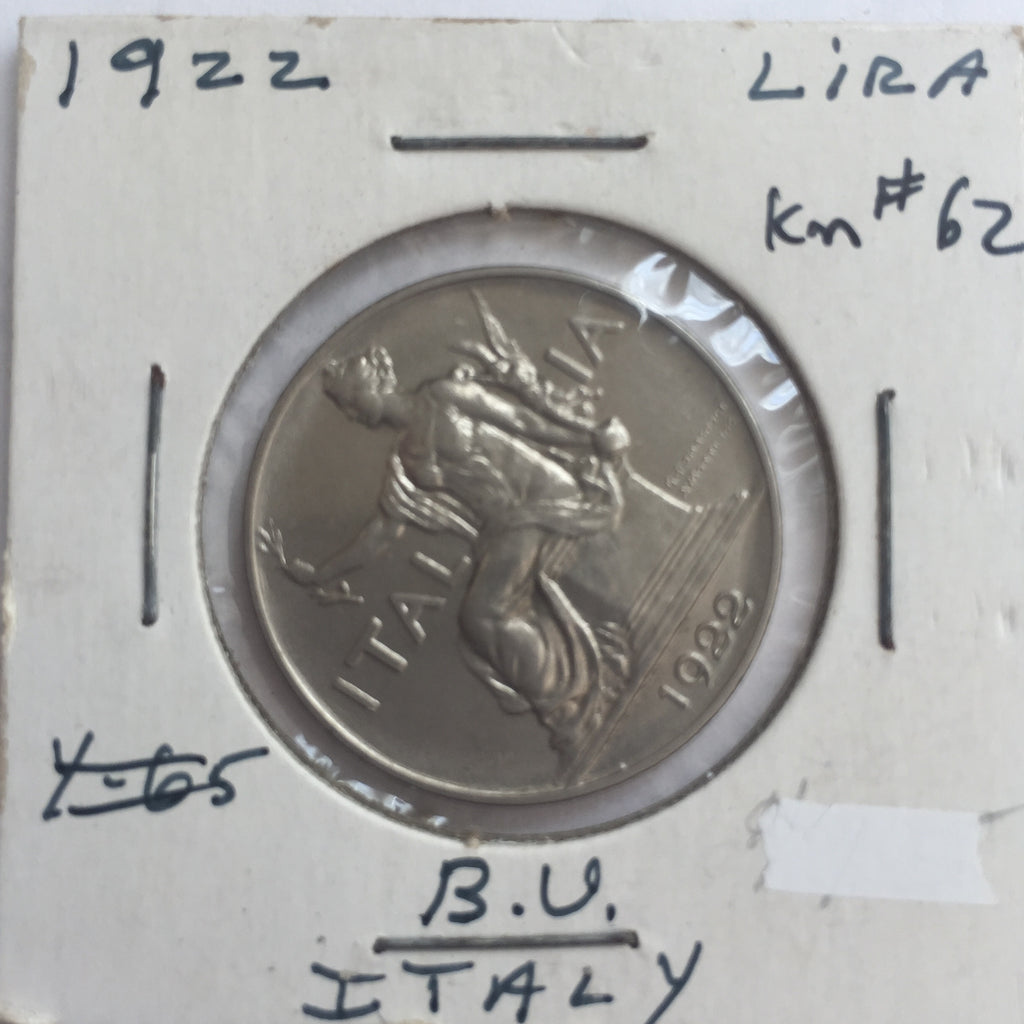 1922 LiRA
Km #62
ITALIA
1922
Y-65
B.U.
ITALY